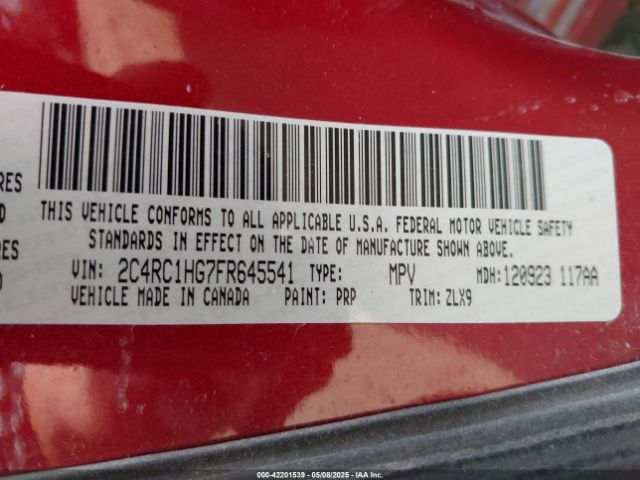 RES
THIS VEHICLE CONFORMS TO ALL APPLICABLE U.S.A. FEDERAL MOTOR VEHICLE SAFETY
STANDARDS IN EFFECT ON THE DATE OF MANUFACTURE SHOWN ABOVE.
RES
VIN: 2C4RC1HG7FR645541 TYPE: MPV MDH: 120923 117AA
VEHICLE MADE IN CANADA PAINT: PRP TRIM: ZLX9
000-42201539 - 05/08/2025 - IAA Inc.